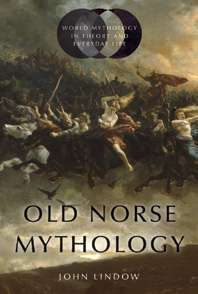 WORLD MYTHOLOGY
IN THEORY AND
EVERYDAY LIFE
OLD NORSE
MYTHOLOGY
JOHN LINDOW